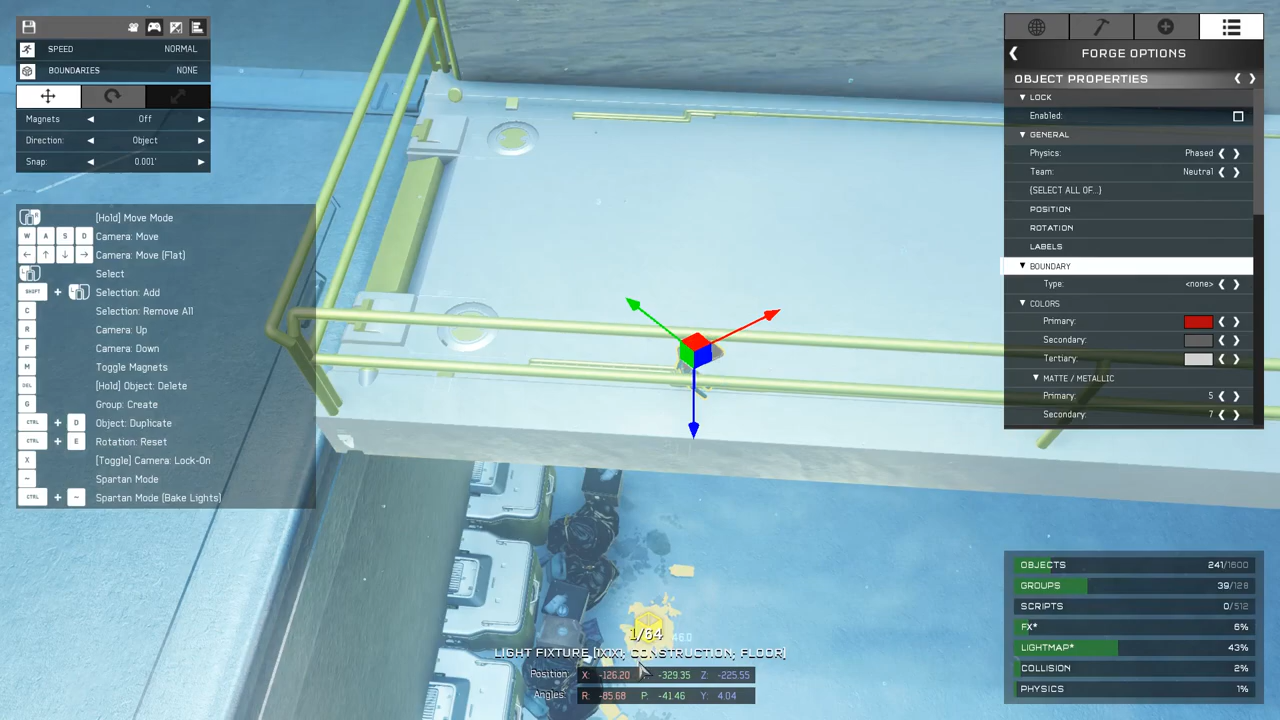 SPEED NORMAL
BOUNDARIES NONE
Magnets Off
Direction: Object
Snap: 0.001'
[Hold] Move Mode
W A S D Camera: Move
Camera: Move (Flat)
Select
SHIFT + Selection: Add
C Selection: Remove All
R Camera: Up
F Camera: Down
M Toggle Magnets
DEL [Hold] Object: Delete
G Group: Create
CTRL + D Object: Duplicate
CTRL + E Rotation: Reset
X [Toggle] Camera: Lock-On
~ Spartan Mode
CTRL + ~ Spartan Mode (Bake Lights)
FORGE OPTIONS
OBJECT PROPERTIES
LOCK
Enabled:
GENERAL
Physics: Phased
Team: Neutral
(SELECT ALL OF...)
POSITION
ROTATION
LABELS
BOUNDARY
Type: <none>
COLORS
Primary:
Secondary:
Tertiary:
MATTE / METALLIC
Primary: 5
Secondary: 7
OBJECTS 241/1600
GROUPS 39/128
SCRIPTS 0/512
FX* 6%
LIGHTMAP* 43%
COLLISION 2%
PHYSICS 1%
1/64
LIGHT FIXTURE [1X1X1; CONSTRUCTION; FLOOR]
Position: X: -126.20 -329.35 Z: -225.55
Angles: R: -85.68 P: -41.46 Y: 4.04